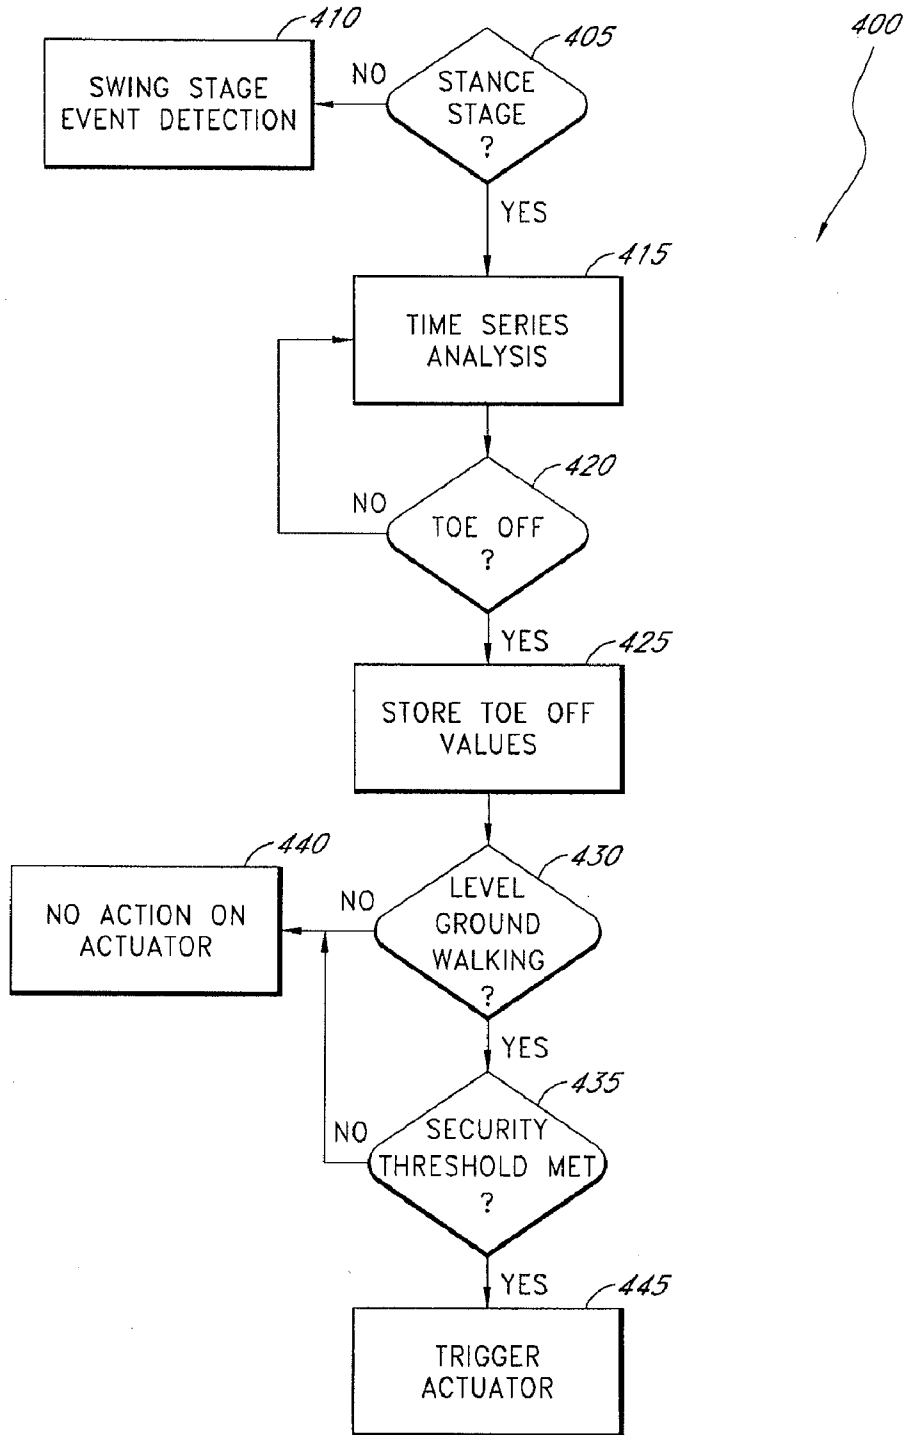 410
405
400
SWING STAGE
EVENT DETECTION
NO
STANCE
STAGE
?
YES
415
TIME SERIES
ANALYSIS
420
NO
TOE OFF
?
YES
425
STORE TOE OFF
VALUES
440
430
NO ACTION ON
ACTUATOR
NO
LEVEL
GROUND
WALKING
?
YES
435
NO
SECURITY
THRESHOLD MET
?
YES
445
TRIGGER
ACTUATOR